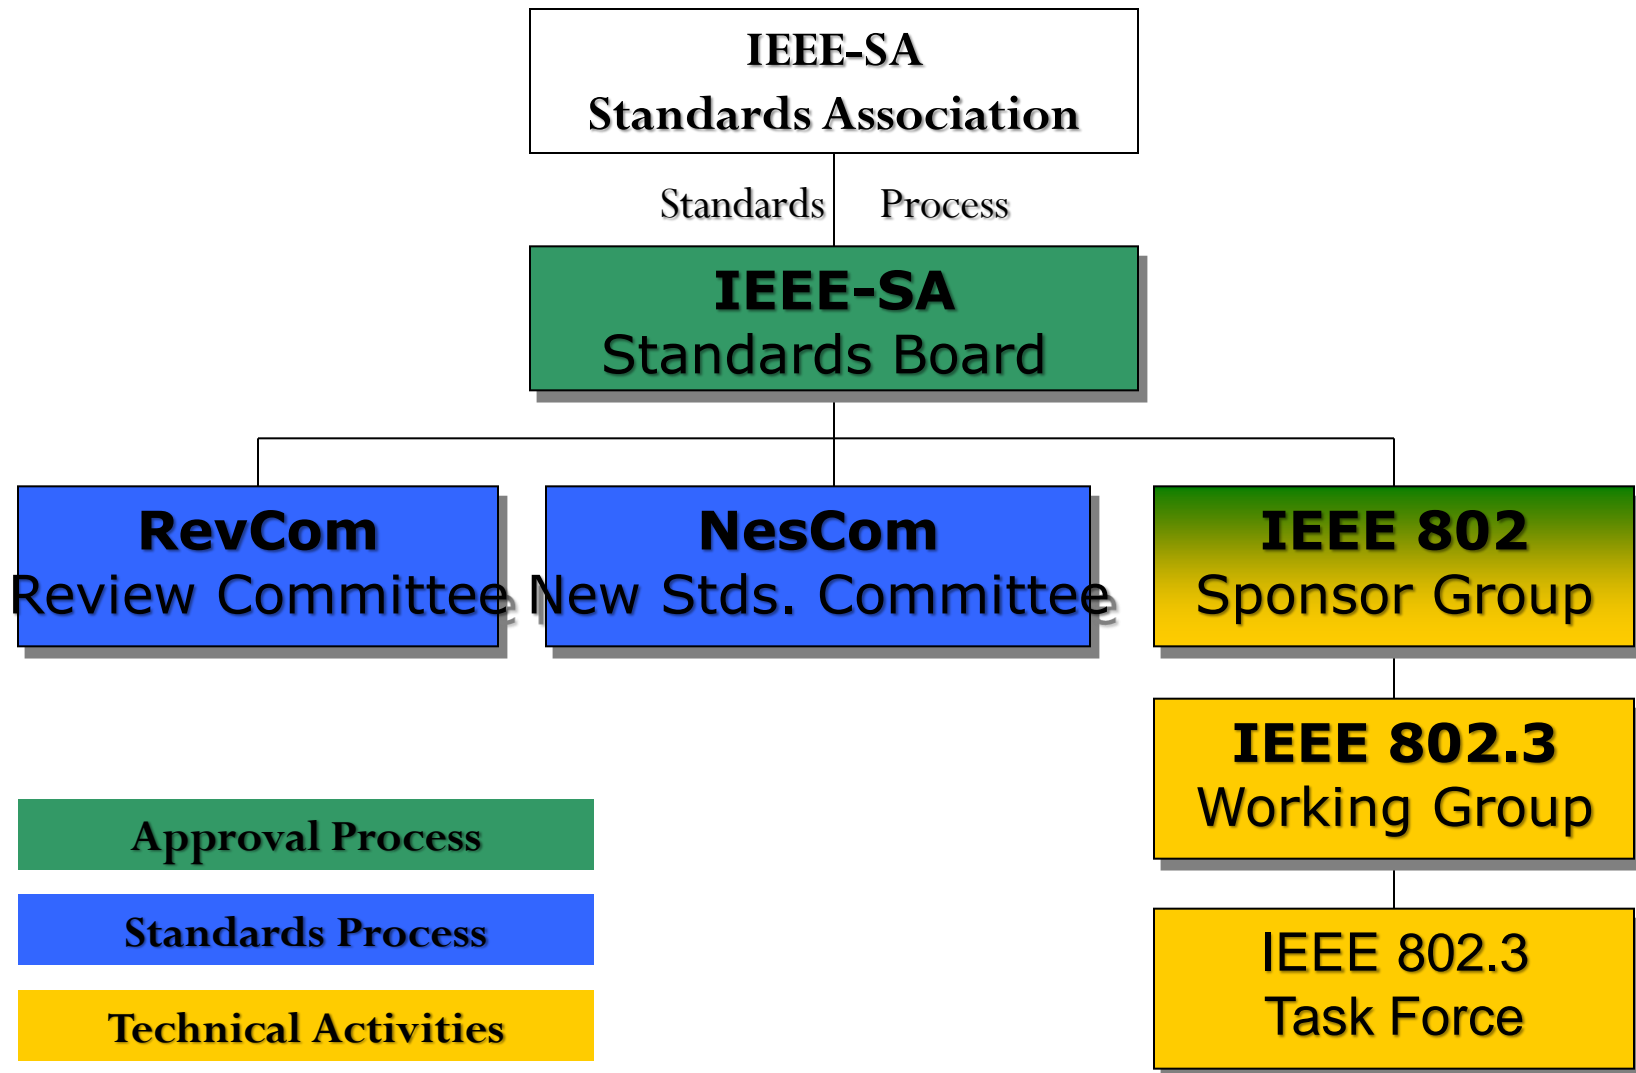 IEEE-SA
Standards Association
Standards Process
IEEE-SA
Standards Board
RevCom
Review Committee
NesCom
New Stds. Committee
IEEE 802
Sponsor Group
IEEE 802.3
Working Group
IEEE 802.3
Task Force
Approval Process
Standards Process
Technical Activities